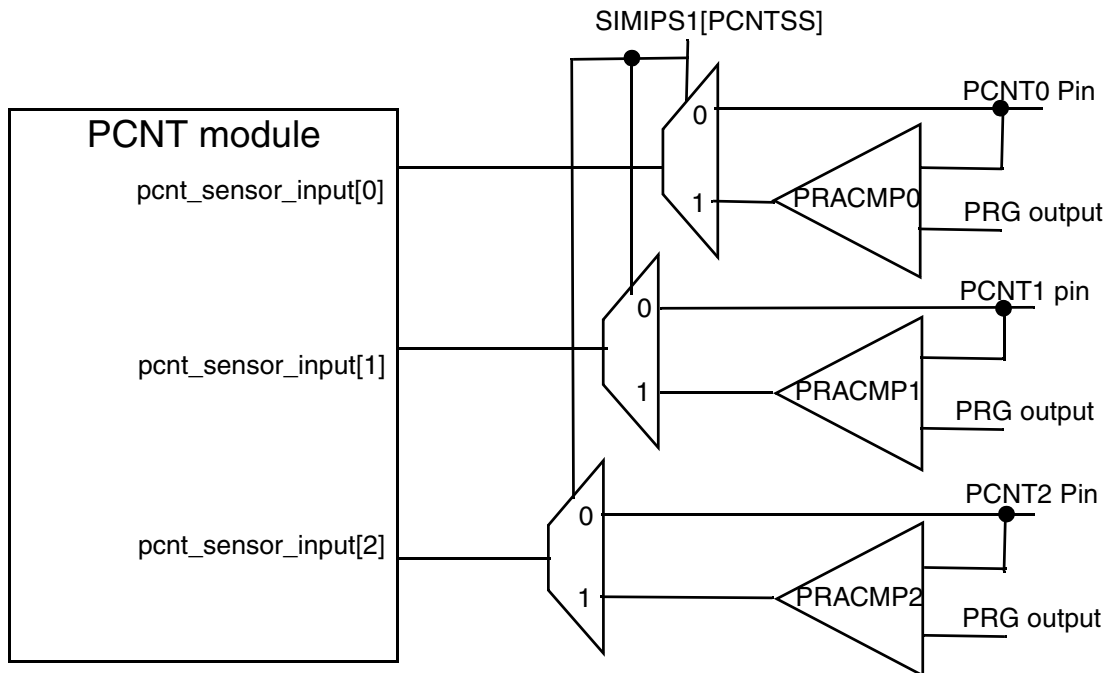 SIMIPS1[PCNTSS]
PCNT module
pcnt_sensor_input[0]
pcnt_sensor_input[1]
pcnt_sensor_input[2]
0
1
PCNT0 Pin
PRACMP0
PRG output
0
1
PCNT1 pin
PRACMP1
PRG output
0
1
PCNT2 Pin
PRACMP2
PRG output